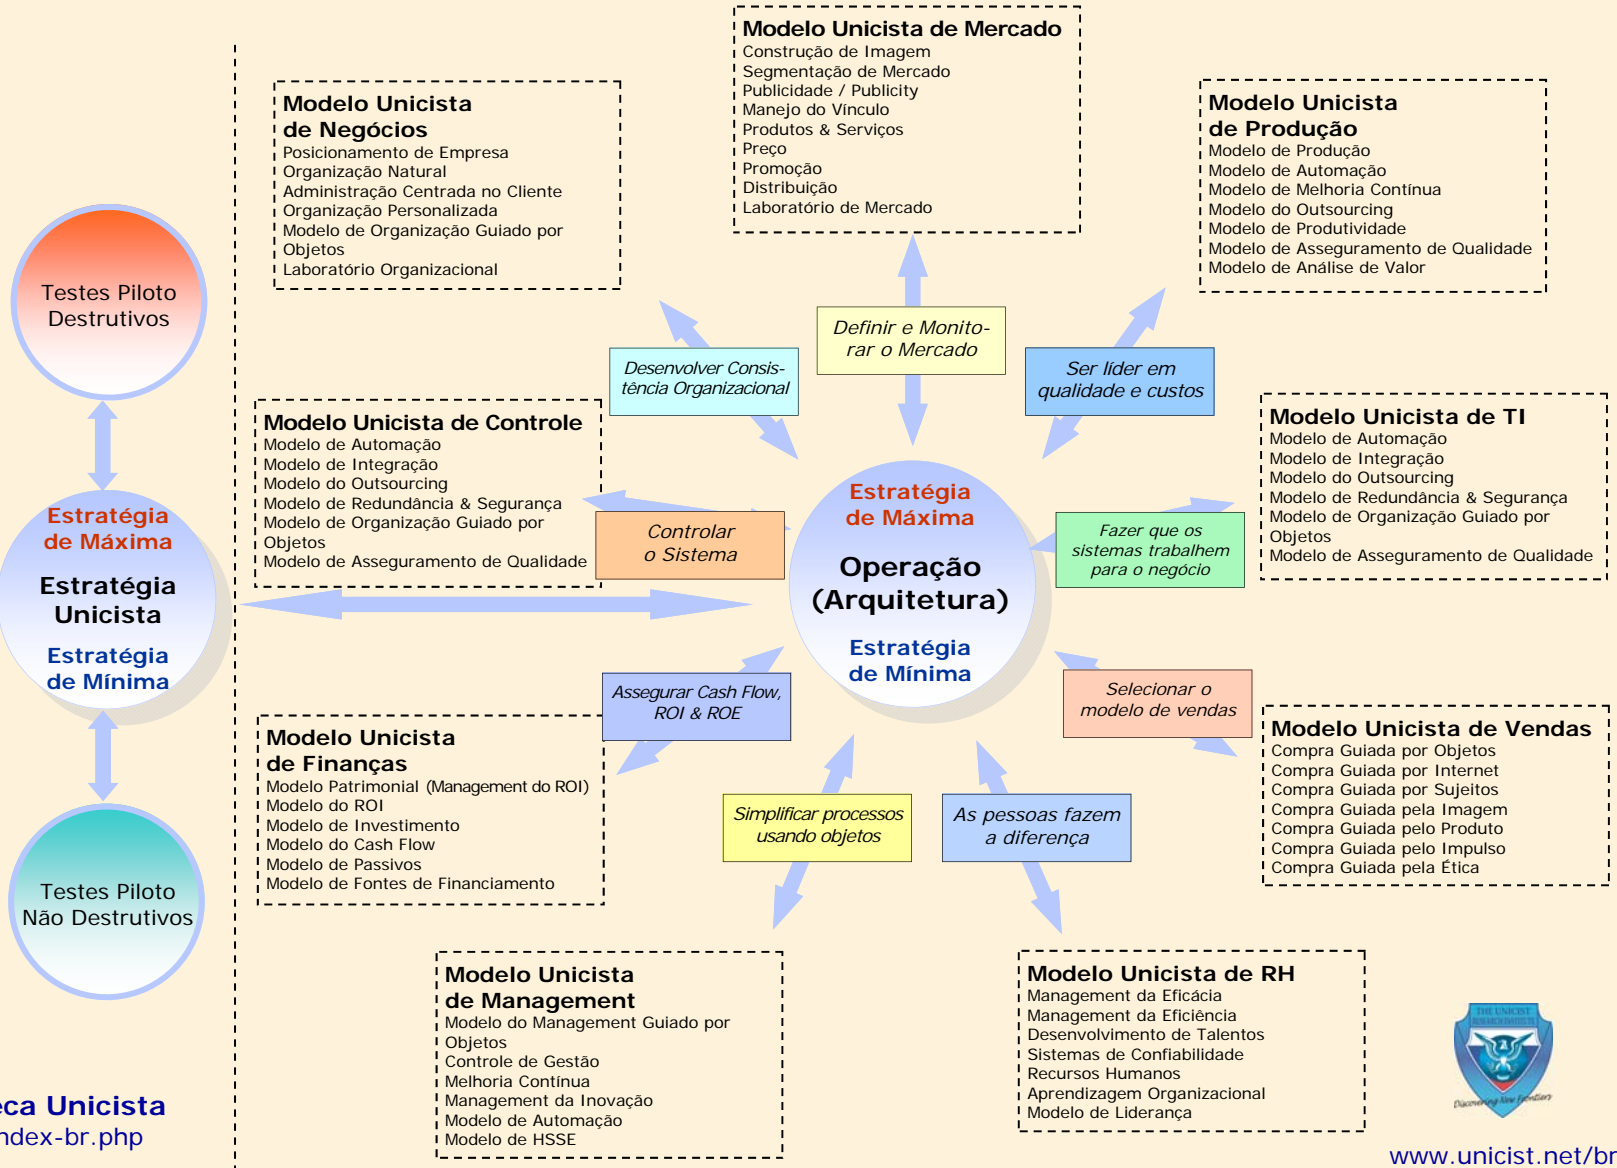 Modelo Unicista de Mercado
Construção de Imagem
Segmentação de Mercado
Publicidade / Publicity
Manejo do Vínculo
Produtos & Serviços
Preço
Promoção
Distribuição
Laboratório de Mercado
Modelo Unicista
de Negócios
Posicionamento de Empresa
Organização Natural
Administração Centrada no Cliente
Organização Personalizada
Modelo de Organização Guiado por
Objetos
Laboratório Organizacional
Modelo Unicista
de Produção
Modelo de Produção
Modelo de Automação
Modelo de Melhoria Contínua
Modelo do Outsourcing
Modelo de Produtividade
Modelo de Asseguramento de Qualidade
Modelo de Análise de Valor
Testes Piloto
Destrutivos
Definir e Monito-
rar o Mercado
Desenvolver Consis-
tência Organizacional
Ser líder em
qualidade e custos
Modelo Unicista de Controle
Modelo de Automação
Modelo de Integração
Modelo do Outsourcing
Modelo de Redundância & Segurança
Modelo de Organização Guiado por
Objetos
Modelo de Asseguramento de Qualidade
Modelo Unicista de TI
Modelo de Automação
Modelo de Integração
Modelo do Outsourcing
Modelo de Redundância & Segurança
Modelo de Organização Guiado por
Objetos
Modelo de Asseguramento de Qualidade
Estratégia
de Máxima
Estratégia
Unicista
Estratégia
de Mínima
Controlar
o Sistema
Estratégia
de Máxima
Operação
(Arquitetura)
Estratégia
de Mínima
Fazer que os
sistemas trabalhem
para o negócio
Assegurar Cash Flow,
ROI & ROE
Selecionar o
modelo de vendas
Modelo Unicista
de Finanças
Modelo Patrimonial (Management do ROI)
Modelo do ROI
Modelo de Investimento
Modelo do Cash Flow
Modelo de Passivos
Modelo de Fontes de Financiamento
Modelo Unicista de Vendas
Compra Guiada por Objetos
Compra Guiada por Internet
Compra Guiada por Sujeitos
Compra Guiada pela Imagem
Compra Guiada pelo Produto
Compra Guiada pelo Impulso
Compra Guiada pela Ética
Simplificar processos
usando objetos
As pessoas fazem
a diferença
Testes Piloto
Não Destrutivos
Modelo Unicista
de Management
Modelo do Management Guiado por
Objetos
Controle de Gestão
Melhoria Contínua
Management da Inovação
Modelo de Automação
Modelo de HSSE
Modelo Unicista de RH
Management da Eficácia
Management da Eficiência
Desenvolvimento de Talentos
Sistemas de Confiabilidade
Recursos Humanos
Aprendizagem Organizacional
Modelo de Liderança
THE UNICIST
RESEARCH INSTITUTE
Discovering New Frontiers
eca Unicista
ndex-br.php
www.unicist.net/br